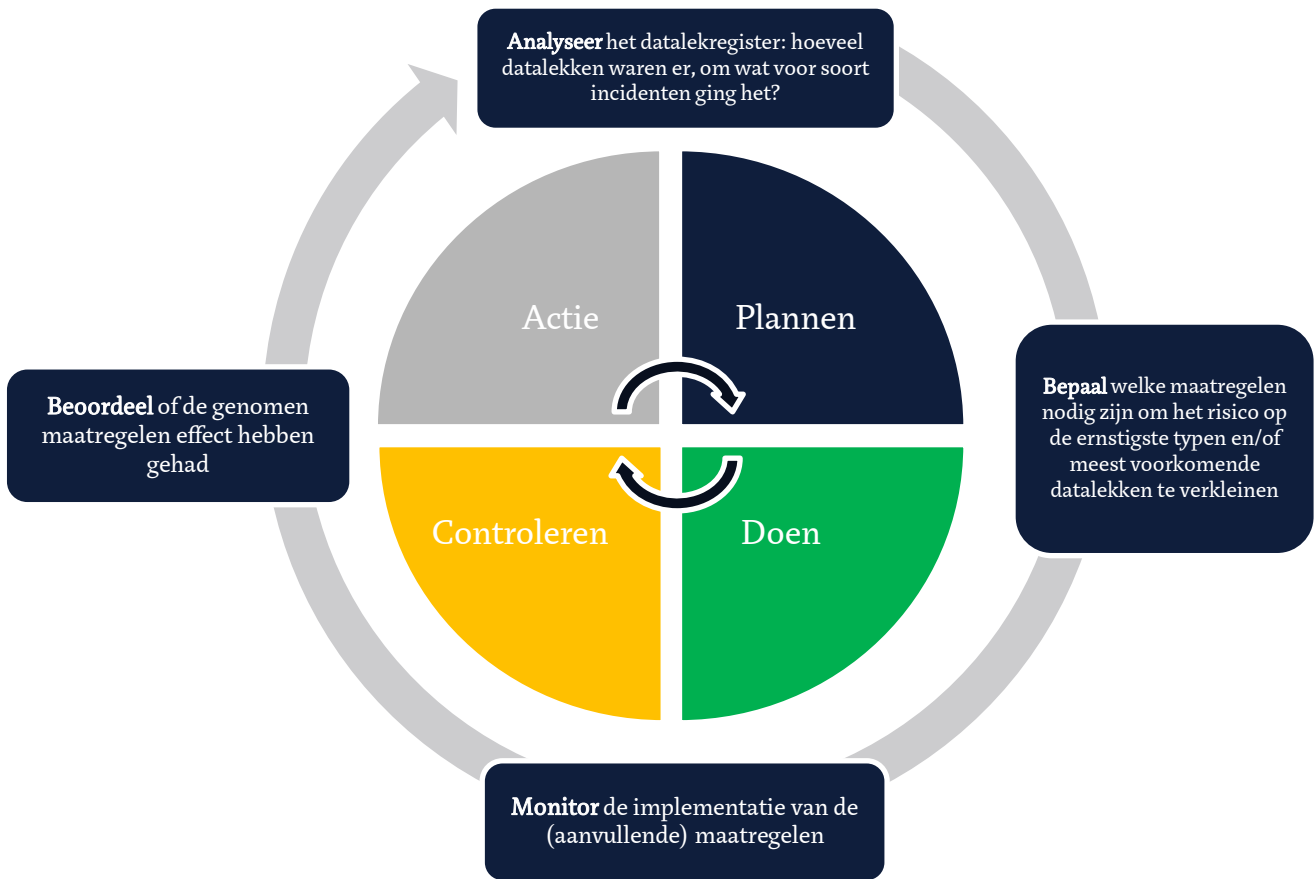 Analyseer het datalekregister: hoeveel
datalekken waren er, om wat voor soort
incidenten ging het?
Actie
Plannen
Beoordeel of de genomen
maatregelen effect hebben
gehad
Bepaal welke maatregelen
nodig zijn om het risico op
de ernstigste typen en/of
meest voorkomende
datalekken te verkleinen
Controleren
Doen
Monitor de implementatie van de
(aanvullende) maatregelen